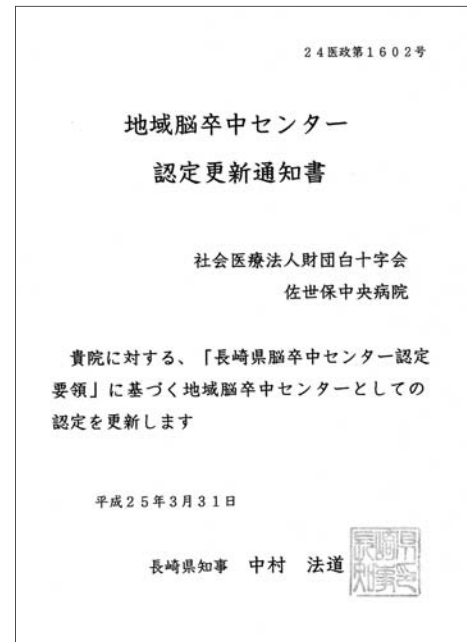 24医政第1602号
地域脳卒中センター
認定更新通知書
社会医療法人財団白十字会
佐世保中央病院
貴院に対する、「長崎県脳卒中センター認定
要領」に基づく地域脳卒中センターとしての
認定を更新します
平成25年3月31日
長崎県知事　中村　法道